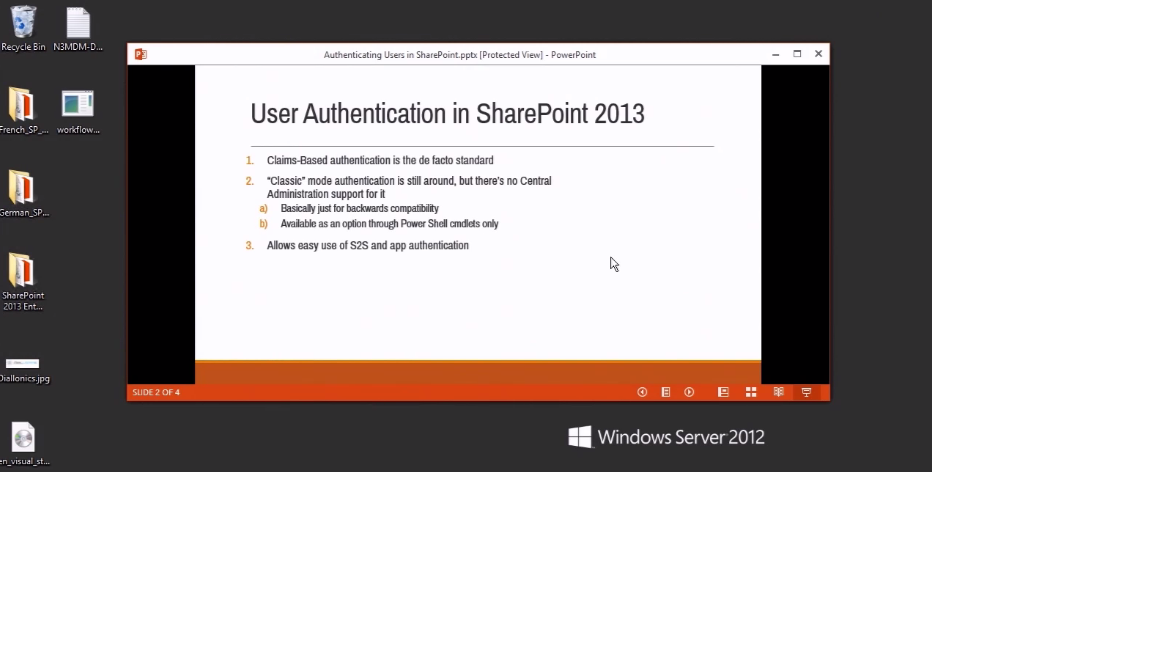 Recycle Bin
N3MDM-D...
Authenticating Users in SharePoint.pptx [Protected View] - PowerPoint
User Authentication in SharePoint 2013
French_SP_...
workflow...
1. Claims-Based authentication is the de facto standard
2. “Classic” mode authentication is still around, but there’s no Central
Administration support for it
a) Basically just for backwards compatibility
b) Available as an option through Power Shell cmdlets only
3. Allows easy use of S2S and app authentication
German_SP...
SharePoint
2013 Ent...
Diallonics.jpg
SLIDE 2 OF 4
Windows Server 2012
en_visual_st...